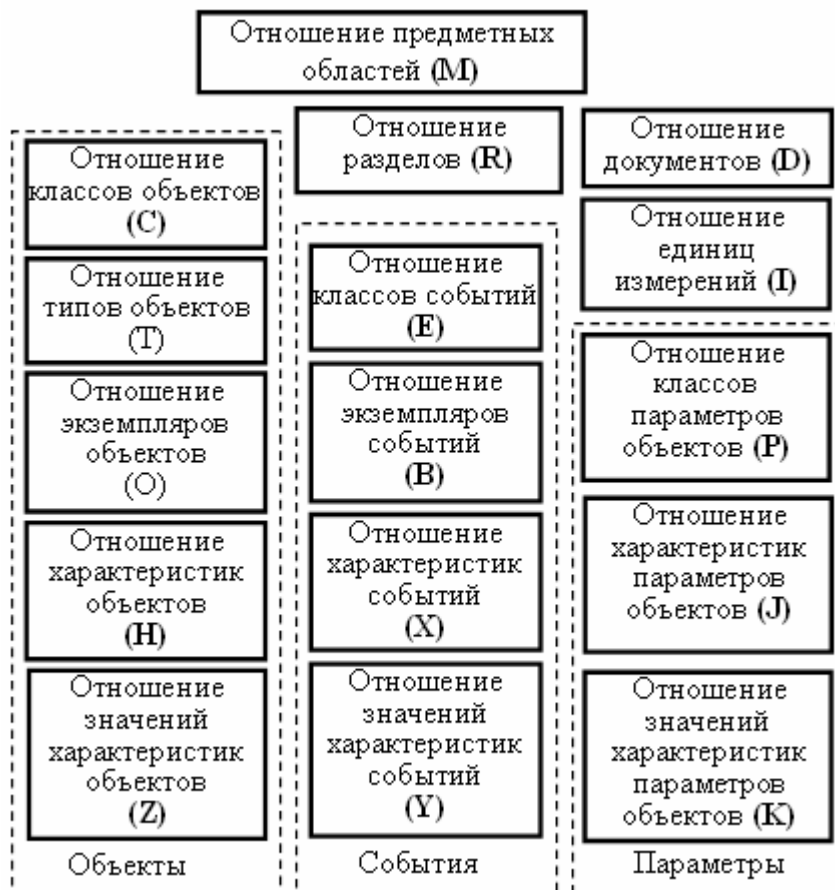 Отношение предметных
областей (M)
Отношение
разделов (R)
Отношение
документов (D)
Отношение
единиц
измерений (I)
Отношение
классов объектов
(C)
Отношение
типов объектов
(T)
Отношение
экземпляров
объектов
(O)
Отношение
характеристик
объектов
(H)
Отношение
значений
характеристик
объектов
(Z)
Объекты
Отношение
классов событий
(E)
Отношение
экземпляров
событий
(B)
Отношение
характеристик
событий
(X)
Отношение
значений
характеристик
событий
(Y)
События
Отношение
классов
параметров
объектов (P)
Отношение
характеристик
параметров
объектов (J)
Отношение
значений
характеристик
параметров
объектов (K)
Параметры